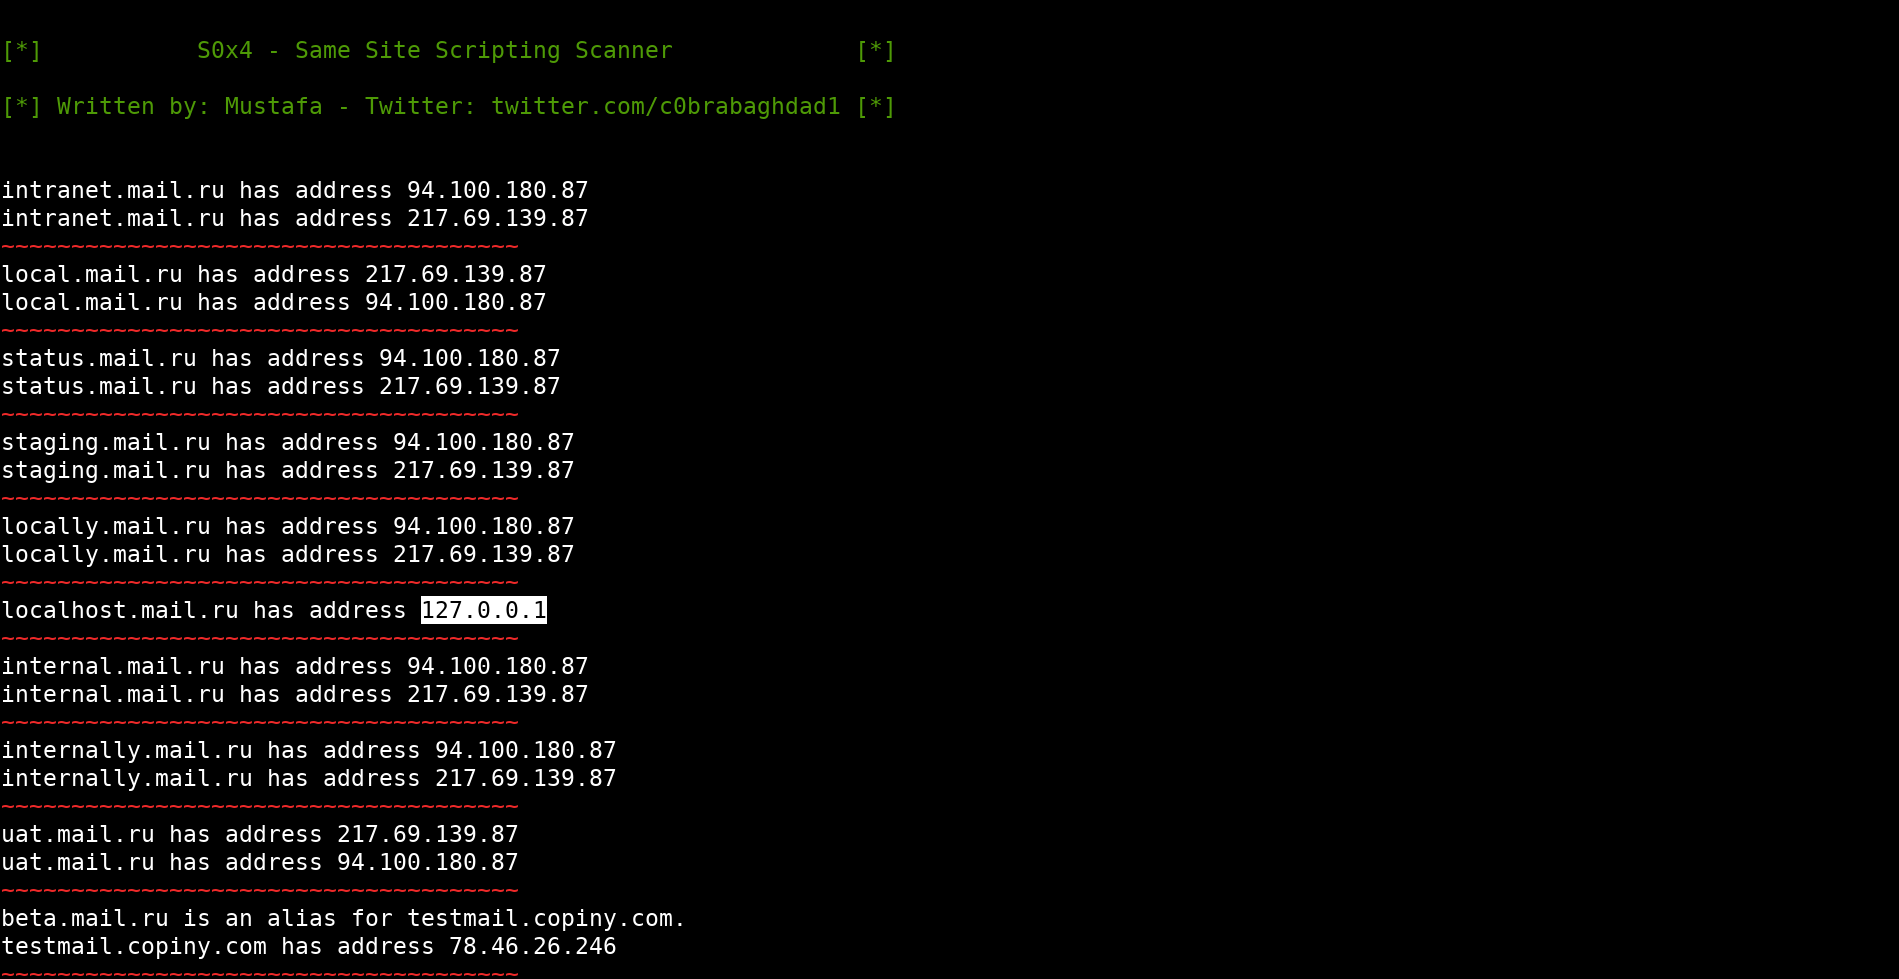 [*]           S0x4 - Same Site Scripting Scanner             [*]
[*] Written by: Mustafa - Twitter: twitter.com/c0brabaghdad1 [*]
intranet.mail.ru has address 94.100.180.87
intranet.mail.ru has address 217.69.139.87
~~~~~~~~~~~~~~~~~~~~~~~~~~~~~~~~~~~~~
local.mail.ru has address 217.69.139.87
local.mail.ru has address 94.100.180.87
~~~~~~~~~~~~~~~~~~~~~~~~~~~~~~~~~~~~~
status.mail.ru has address 94.100.180.87
status.mail.ru has address 217.69.139.87
~~~~~~~~~~~~~~~~~~~~~~~~~~~~~~~~~~~~~
staging.mail.ru has address 94.100.180.87
staging.mail.ru has address 217.69.139.87
~~~~~~~~~~~~~~~~~~~~~~~~~~~~~~~~~~~~~
locally.mail.ru has address 94.100.180.87
locally.mail.ru has address 217.69.139.87
~~~~~~~~~~~~~~~~~~~~~~~~~~~~~~~~~~~~~
localhost.mail.ru has address 127.0.0.1
~~~~~~~~~~~~~~~~~~~~~~~~~~~~~~~~~~~~~
internal.mail.ru has address 94.100.180.87
internal.mail.ru has address 217.69.139.87
~~~~~~~~~~~~~~~~~~~~~~~~~~~~~~~~~~~~~
internally.mail.ru has address 94.100.180.87
internally.mail.ru has address 217.69.139.87
~~~~~~~~~~~~~~~~~~~~~~~~~~~~~~~~~~~~~
uat.mail.ru has address 217.69.139.87
uat.mail.ru has address 94.100.180.87
~~~~~~~~~~~~~~~~~~~~~~~~~~~~~~~~~~~~~
beta.mail.ru is an alias for testmail.copiny.com.
testmail.copiny.com has address 78.46.26.246
~~~~~~~~~~~~~~~~~~~~~~~~~~~~~~~~~~~~~